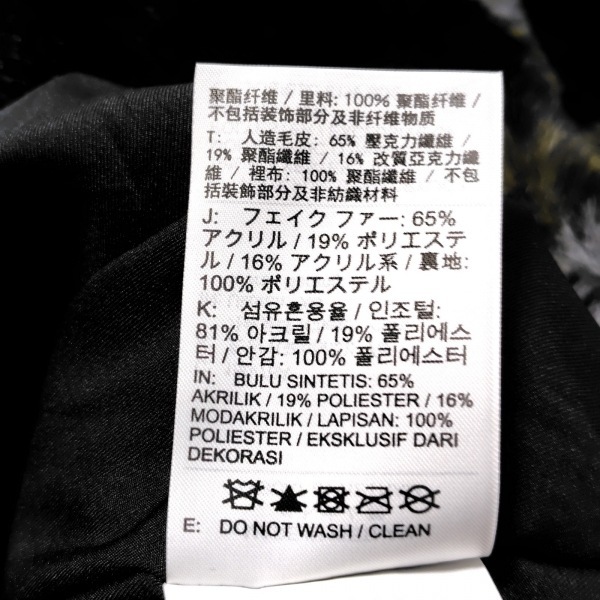 聚酯纤维 / 里料: 100% 聚酯纤维 /
不包括装饰部分及非纤维物质
T: 人造毛皮: 65% 壓克力纖維 /
19% 聚酯纖維 / 16% 改質亞克力纖
維 / 裡布: 100% 聚酯纖維 / 不包
括裝飾部分及非紡織材料
J: フェイク ファー: 65%
アクリル / 19% ポリエステ
ル / 16% アクリル系 / 裏地:
100% ポリエステル
K: 섬유혼용율 / 인조털:
81% 아크릴 / 19% 폴리에스
터 / 안감: 100% 폴리에스터
IN: BULU SINTETIS: 65%
AKRILIK / 19% POLIESTER / 16%
MODAKRILIK / LAPISAN: 100%
POLIESTER / EKSKLUSIF DARI
DEKORASI
E: DO NOT WASH / CLEAN